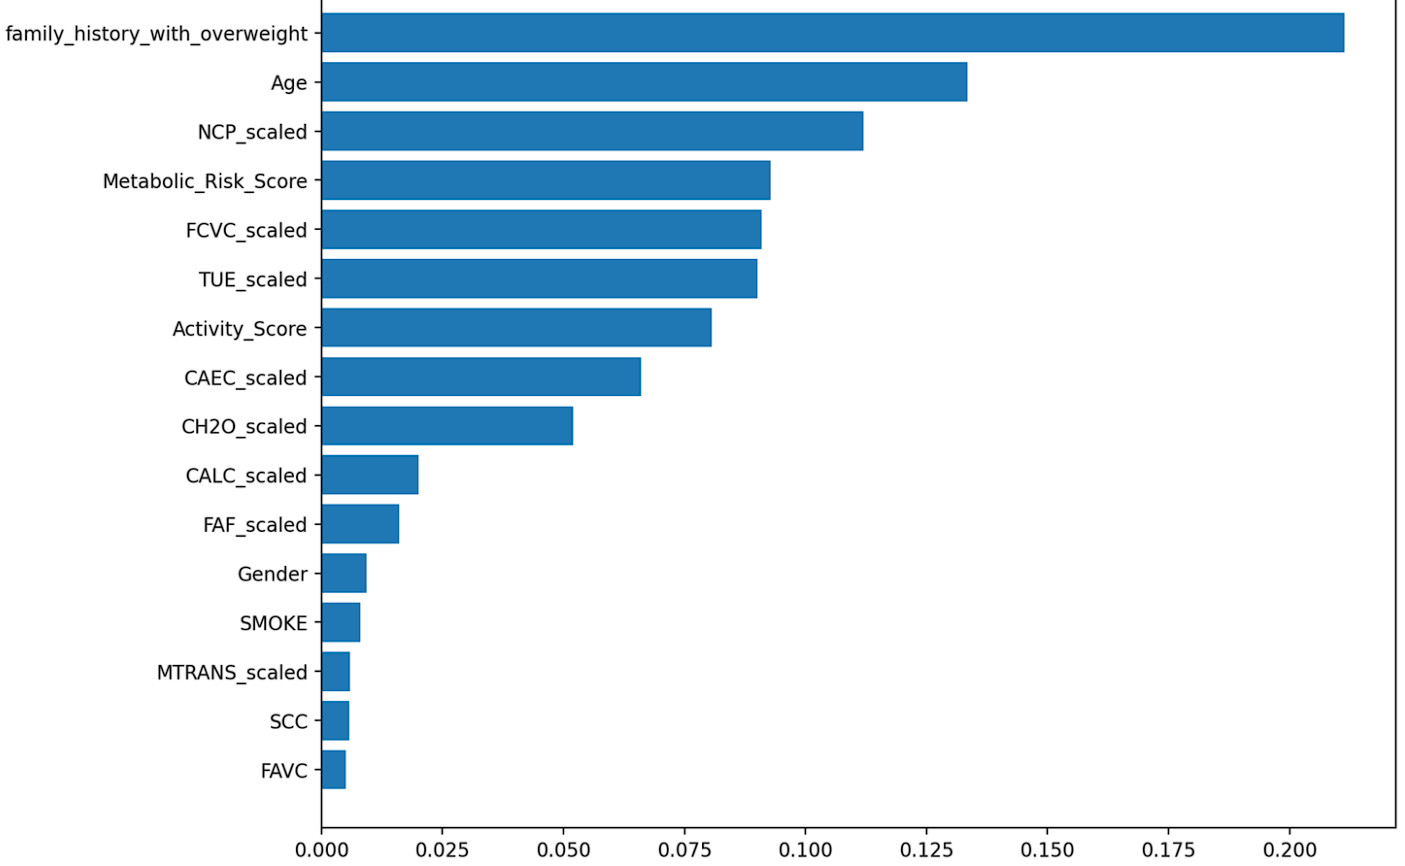 family_history_with_overweight
Age
NCP_scaled
Metabolic_Risk_Score
FCVC_scaled
TUE_scaled
Activity_Score
CAEC_scaled
CH2O_scaled
CALC_scaled
FAF_scaled
Gender
SMOKE
MTRANS_scaled
SCC
FAVC
0.000 0.025 0.050 0.075 0.100 0.125 0.150 0.175 0.200